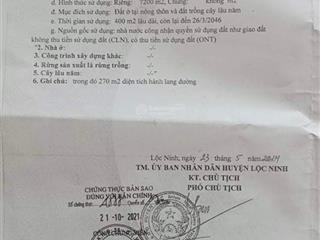 d. Hình thức sử dụng: Riêng: 7200 m², Chung: không m²
đ. Mục đích sử dụng: Đất ở tại nông thôn và đất trồng cây lâu năm
e. Thời gian sử dụng: 400 m2 lâu dài, còn lại đến 26/3/2046
g. Nguồn gốc sử dụng: nhà nước công nhận quyền sử dụng đất như giao đất
không thu tiền sử dụng đất (CLN), có thu tiền sử dụng đất (ONT)
2. Nhà ở: -/-
3. Công trình xây dựng khác: -/-
4. Rừng sản xuất là rừng trồng: -/-
5. Cây lâu năm: -/-
6. Ghi chú: trong đó 270 m2 diện tích hành lang đường
Lộc Ninh, ngày 23 tháng 5 năm 2014
TM. ỦY BAN NHÂN DÂN HUYỆN LỘC NINH
KT. CHỦ TỊCH
PHÓ CHỦ TỊCH
CHỨNG THỰC BẢN SAO
ĐÚNG VỚI BẢN CHÍNH
Số chứng thực
21-10-2021